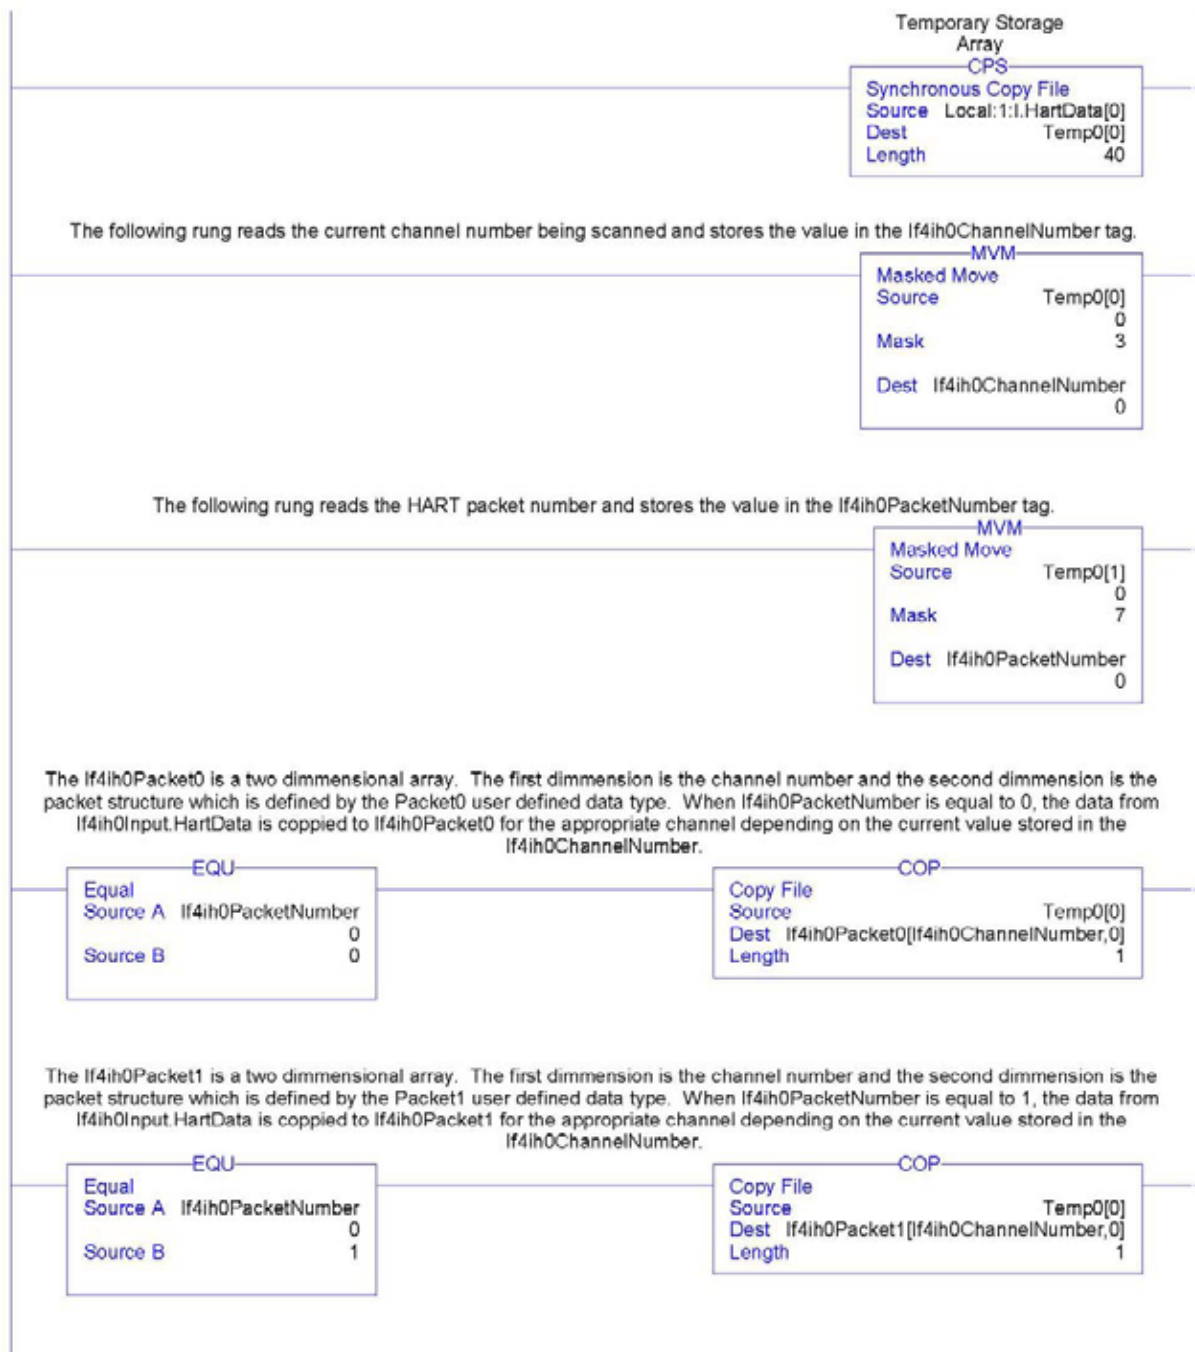 Temporary Storage
Array
CPS
Synchronous Copy File
Source Local:1:I.HartData[0]
Dest Temp0[0]
Length 40
The following rung reads the current channel number being scanned and stores the value in the If4ih0ChannelNumber tag.
MVM
Masked Move
Source Temp0[0]
0
Mask 3
Dest If4ih0ChannelNumber
0
The following rung reads the HART packet number and stores the value in the If4ih0PacketNumber tag.
MVM
Masked Move
Source Temp0[1]
0
Mask 7
Dest If4ih0PacketNumber
0
The If4ih0Packet0 is a two dimmensional array. The first dimmension is the channel number and the second dimmension is the
packet structure which is defined by the Packet0 user defined data type. When If4ih0PacketNumber is equal to 0, the data from
If4ih0Input.HartData is coppied to If4ih0Packet0 for the appropriate channel depending on the current value stored in the
If4ih0ChannelNumber.
EQU
Equal
Source A If4ih0PacketNumber
0
Source B 0
COP
Copy File
Source Temp0[0]
Dest If4ih0Packet0[If4ih0ChannelNumber,0]
Length 1
The If4ih0Packet1 is a two dimmensional array. The first dimmension is the channel number and the second dimmension is the
packet structure which is defined by the Packet1 user defined data type. When If4ih0PacketNumber is equal to 1, the data from
If4ih0Input.HartData is coppied to If4ih0Packet1 for the appropriate channel depending on the current value stored in the
If4ih0ChannelNumber.
EQU
Equal
Source A If4ih0PacketNumber
0
Source B 1
COP
Copy File
Source Temp0[0]
Dest If4ih0Packet1[If4ih0ChannelNumber,0]
Length 1